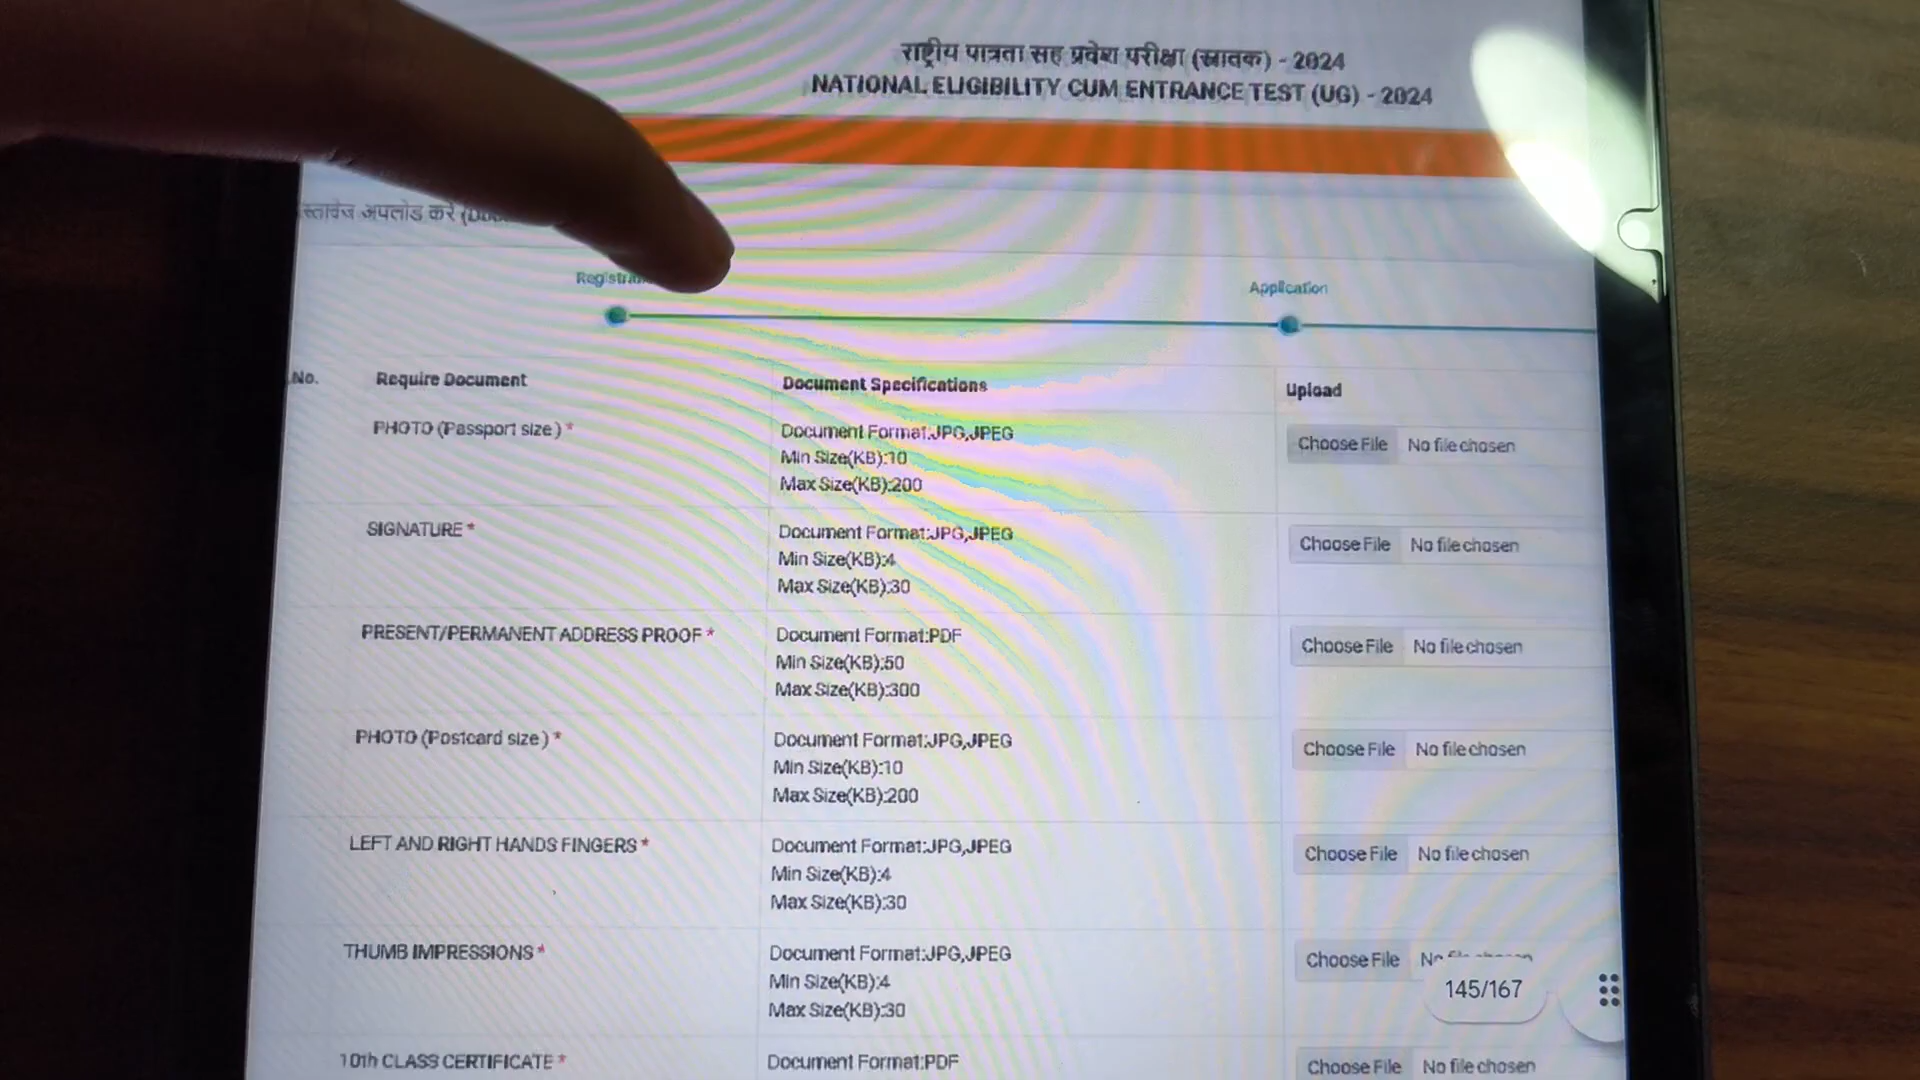 राष्ट्रीय पात्रता सह प्रवेश परीक्षा (स्नातक) - 2024
NATIONAL ELIGIBILITY CUM ENTRANCE TEST (UG) - 2024
अपलोड करें
Application
No. Require Document Document Specifications Upload
PHOTO (Passport size) * Document Format:JPG,JPEG Choose File No file chosen
Min Size(KB):10
Max Size(KB):200
SIGNATURE * Document Format:JPG,JPEG Choose File No file chosen
Min Size(KB):4
Max Size(KB):30
PRESENT/PERMANENT ADDRESS PROOF * Document Format:PDF Choose File No file chosen
Min Size(KB):50
Max Size(KB):300
PHOTO (Postcard size) * Document Format:JPG,JPEG Choose File No file chosen
Min Size(KB):10
Max Size(KB):200
LEFT AND RIGHT HANDS FINGERS * Document Format:JPG,JPEG Choose File No file chosen
Min Size(KB):4
Max Size(KB):30
THUMB IMPRESSIONS * Document Format:JPG,JPEG Choose File
Min Size(KB):4
Max Size(KB):30
145/167
10th CLASS CERTIFICATE * Document Format:PDF Choose File No file chosen